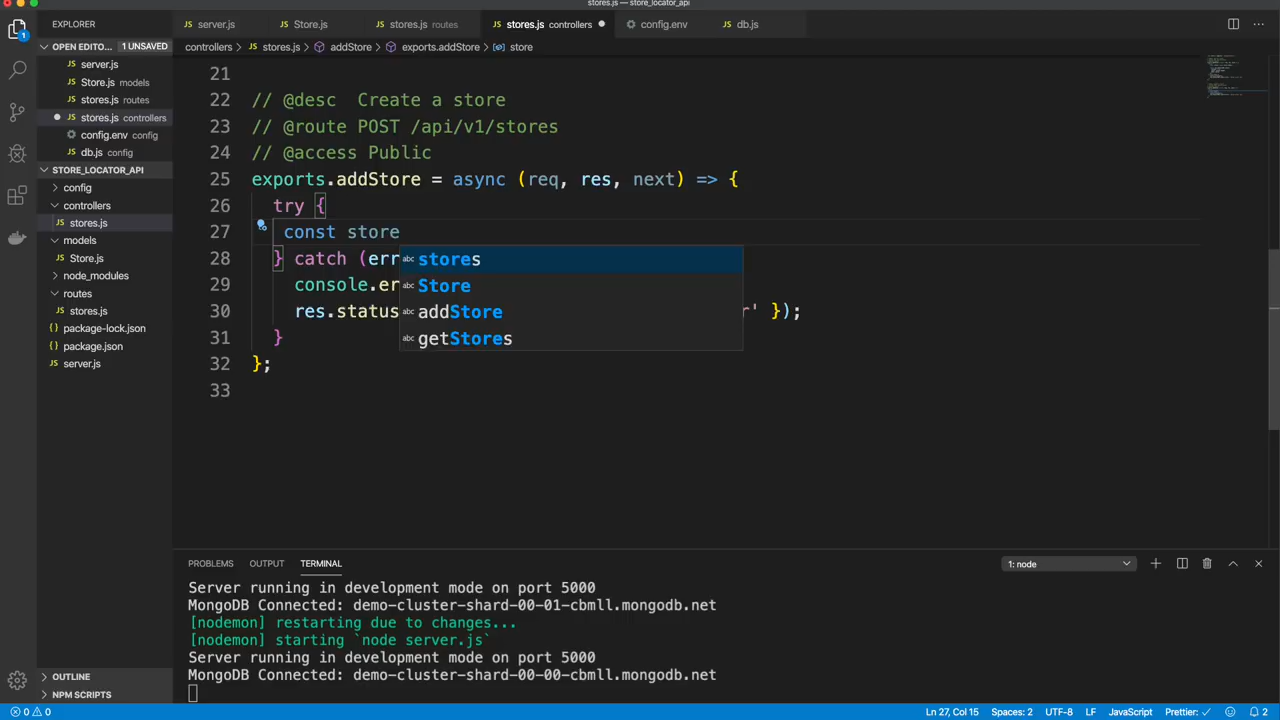 stores.js — store_locator_api
EXPLORER
server.js
Store.js
stores.js routes
stores.js controllers
config.env
db.js
OPEN EDITO... 1 UNSAVED
controllers > stores.js > addStore > exports.addStore > store
server.js
Store.js models
stores.js routes
stores.js controllers
config.env config
db.js config
STORE_LOCATOR_API
config
controllers
stores.js
models
Store.js
node_modules
routes
stores.js
package-lock.json
package.json
server.js
OUTLINE
NPM SCRIPTS
21
22 // @desc Create a store
23 // @route POST /api/v1/stores
24 // @access Public
25 exports.addStore = async (req, res, next) => {
26 try {
27 const store
28 } catch (err
29 console.er
30 res.status r' });
31 }
32 };
33
abc stores
abc Store
abc addStore
abc getStores
PROBLEMS OUTPUT TERMINAL 1: node
Server running in development mode on port 5000
MongoDB Connected: demo-cluster-shard-00-01-cbmll.mongodb.net
[nodemon] restarting due to changes...
[nodemon] starting `node server.js`
Server running in development mode on port 5000
MongoDB Connected: demo-cluster-shard-00-00-cbmll.mongodb.net
0 0 Ln 27, Col 15 Spaces: 2 UTF-8 LF JavaScript Prettier: ✓ 2